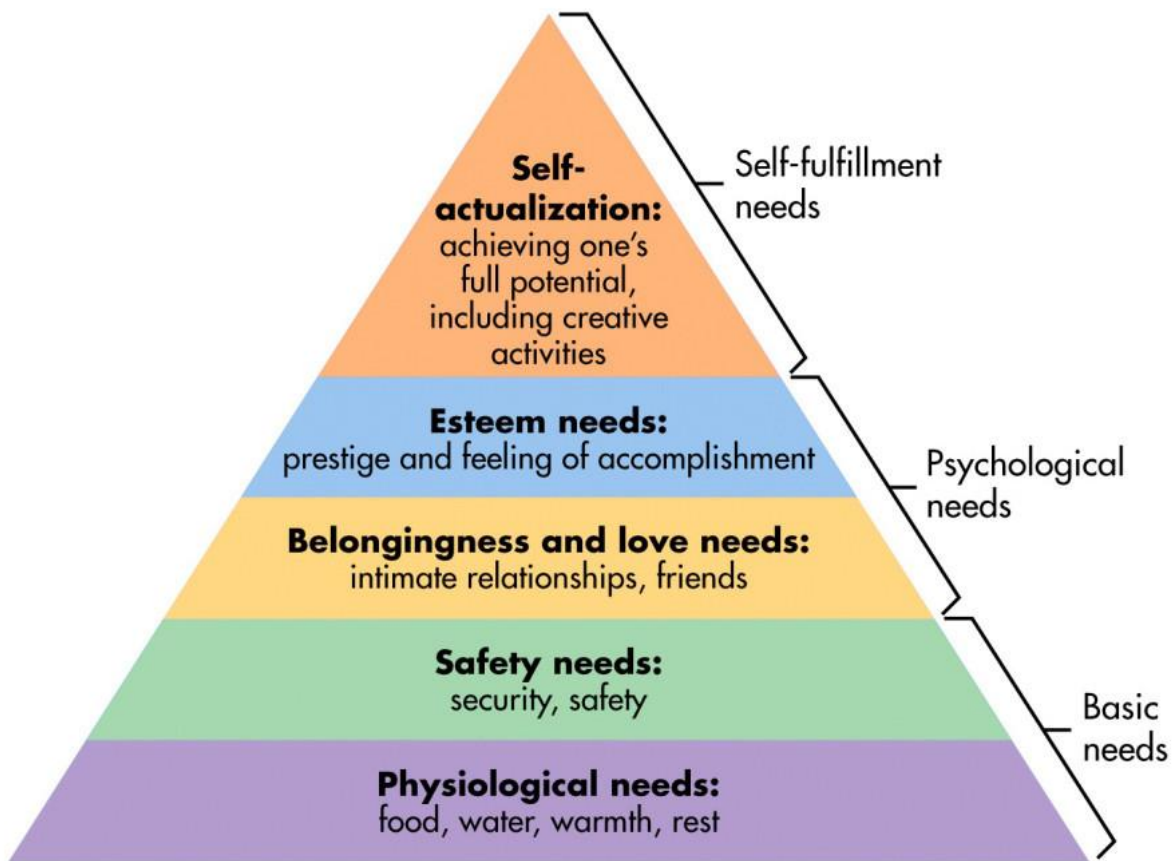 Self-
actualization:
achieving one's
full potential,
including creative
activities
Self-fulfillment
needs
Esteem needs:
prestige and feeling of accomplishment
Belongingness and love needs:
intimate relationships, friends
Psychological
needs
Safety needs:
security, safety
Physiological needs:
food, water, warmth, rest
Basic
needs